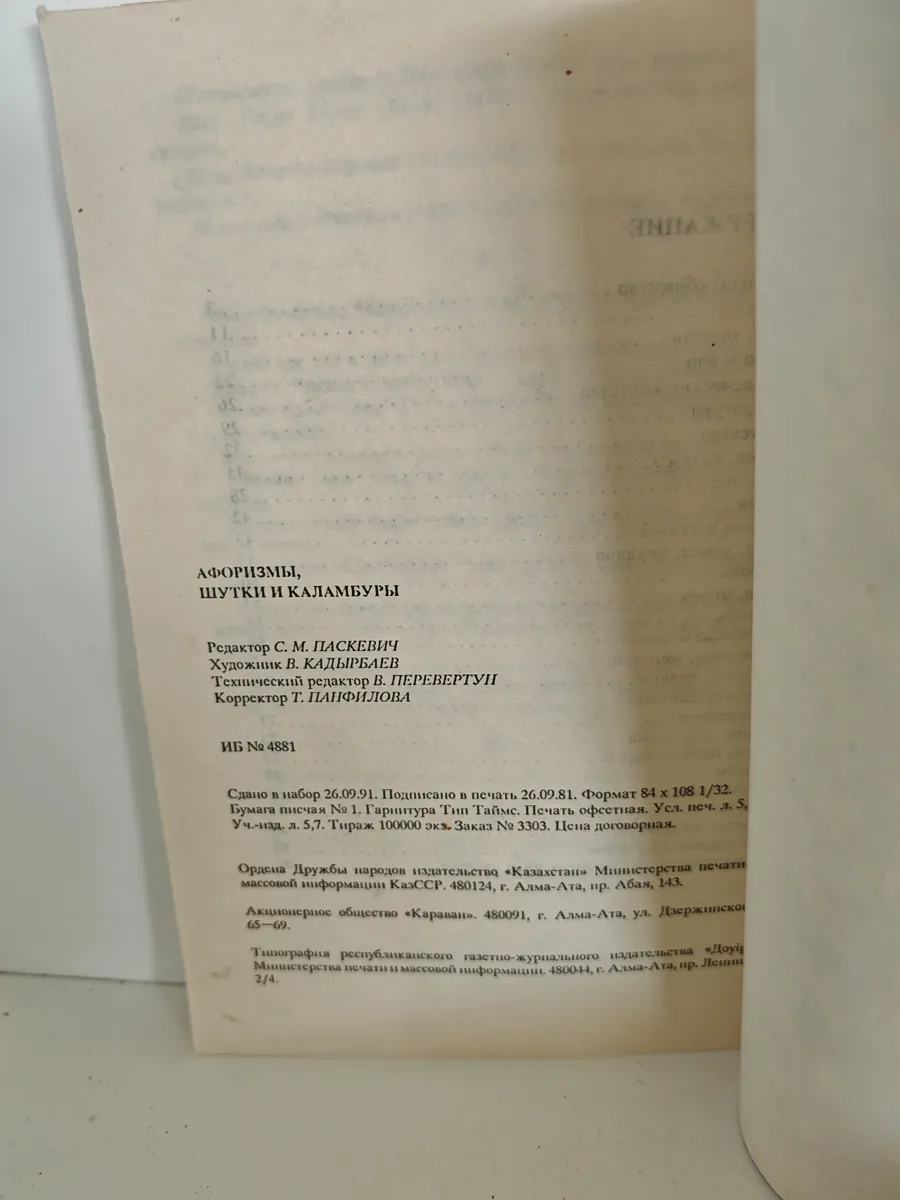 АФОРИЗМЫ,
ШУТКИ И КАЛАМБУРЫ
Редактор С. М. ПАСКЕВИЧ
Художник В. КАДЫРБАЕВ
Технический редактор В. ПЕРЕВЕРТУН
Корректор Т. ПАНФИЛОВА
ИБ № 4881
Сдано в набор 26.09.91. Подписано в печать 26.09.81. Формат 84 х 108 1/32.
Бумага писчая № 1. Гарнитура Тип Таймс. Печать офсетная. Усл. печ. л. 5,
Уч.-изд. л. 5,7. Тираж 100000 экз. Заказ № 3303. Цена договорная.
Ордена Дружбы народов издательство «Казахстан» Министерства печати
массовой информации КазССР. 480124, г. Алма-Ата, пр. Абая, 143.
Акционерное общество «Караван». 480091, г. Алма-Ата, ул. Дзержинског
65—69.
Типография республиканского газетно-журнального издательства «Дәуір
Министерства печати и массовой информации. 480044, г. Алма-Ата, пр. Ленин
2/4.